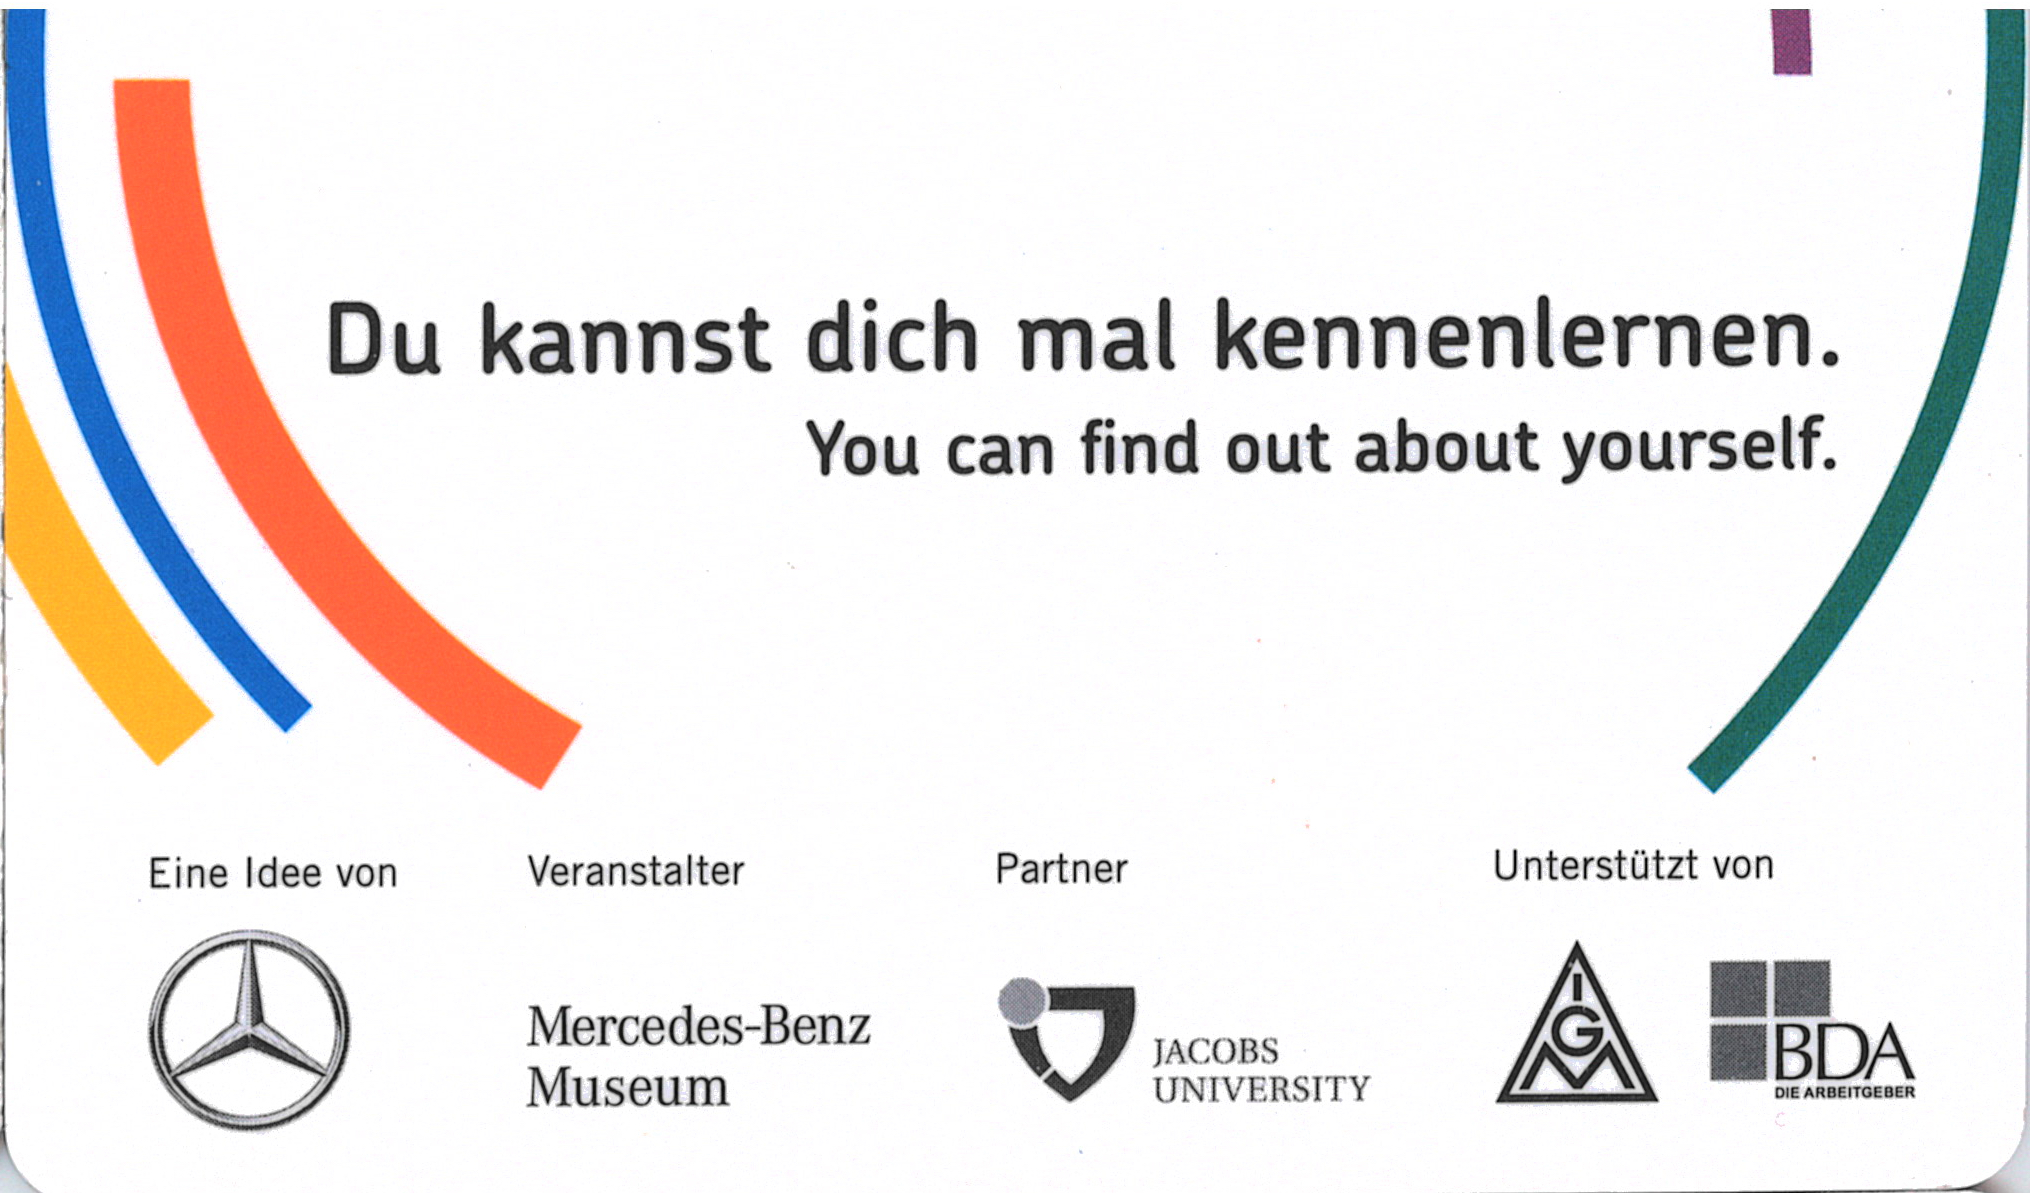 Du kannst dich mal kennenlernen.
You can find out about yourself.
Eine Idee von
Veranstalter
Partner
Unterstützt von
Mercedes-Benz
Museum
JACOBS
UNIVERSITY
IGM
BDA
DIE ARBEITGEBER